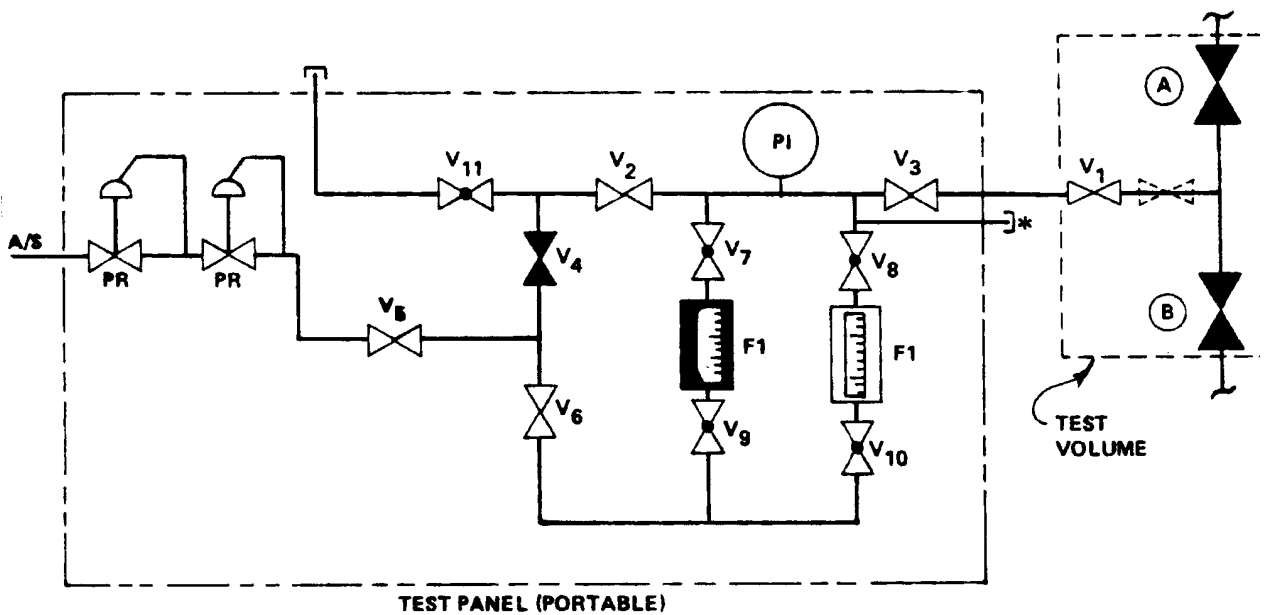 A
PI
V11
V2
V3
V1
A/S
*
PR
PR
V4
V7
V8
V5
B
F1
F1
V6
V9
V10
TEST
VOLUME
TEST PANEL (PORTABLE)